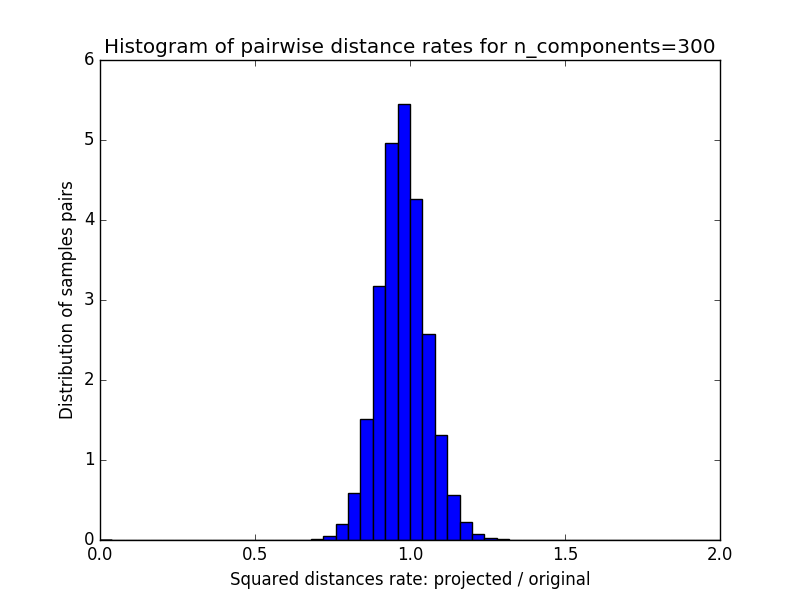 Histogram of pairwise distance rates for n_components=300
6
5
4
3
2
1
0
Distribution of samples pairs
0.0 0.5 1.0 1.5 2.0
Squared distances rate: projected / original